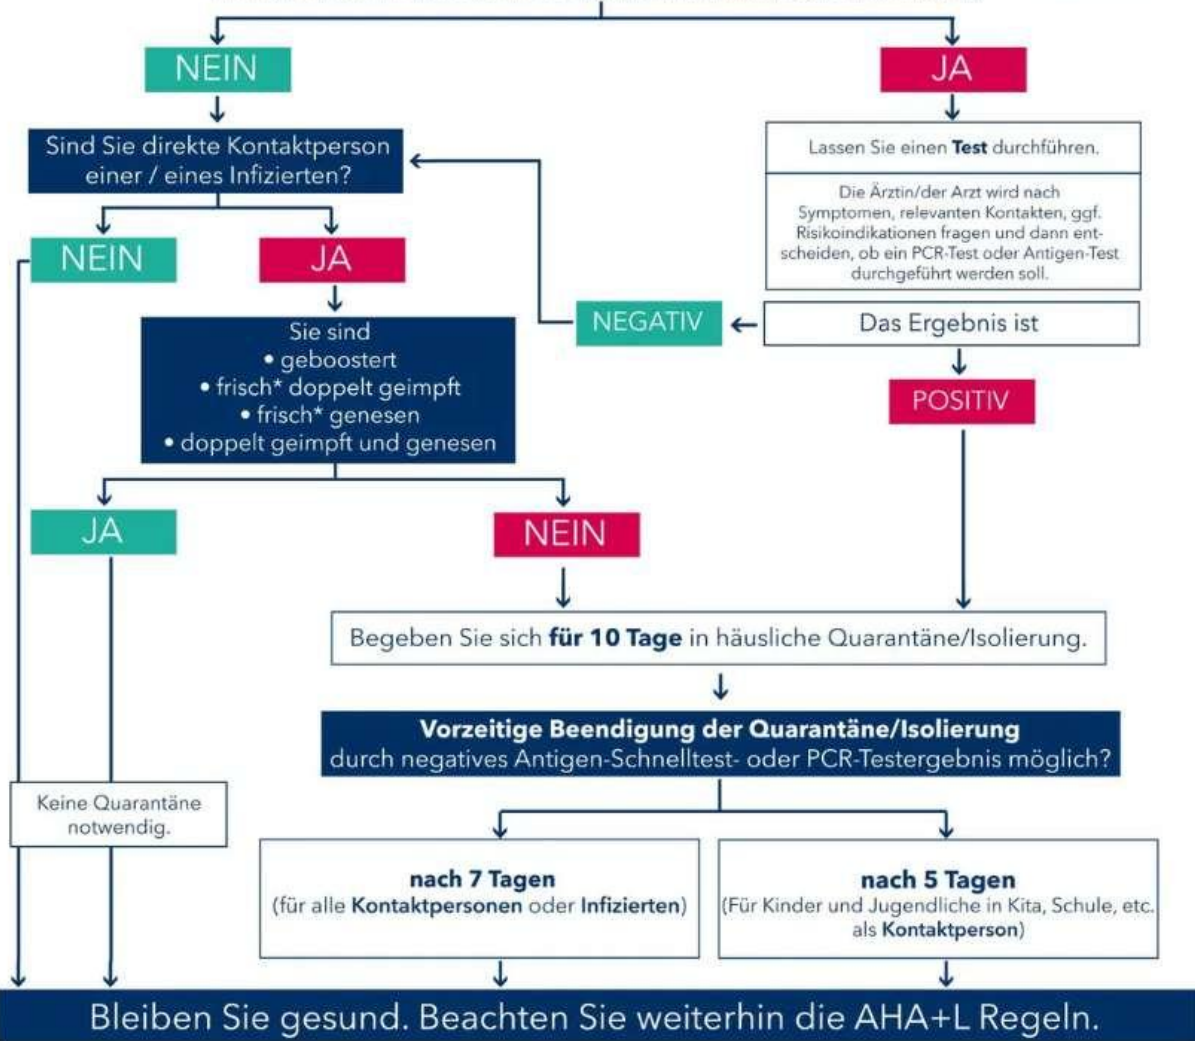 NEIN
JA
Sind Sie direkte Kontaktperson
einer / eines Infizierten?
Lassen Sie einen Test durchführen.
Die Ärztin/der Arzt wird nach
Symptomen, relevanten Kontakten, ggf.
Risikoindikationen fragen und dann ent-
scheiden, ob ein PCR-Test oder Antigen-Test
durchgeführt werden soll.
NEIN
JA
NEGATIV
Das Ergebnis ist
Sie sind
• geboostert
• frisch* doppelt geimpft
• frisch* genesen
• doppelt geimpft und genesen
POSITIV
JA
NEIN
Begeben Sie sich für 10 Tage in häusliche Quarantäne/Isolierung.
Vorzeitige Beendigung der Quarantäne/Isolierung
durch negatives Antigen-Schnelltest- oder PCR-Testergebnis möglich?
Keine Quarantäne
notwendig.
nach 7 Tagen
(für alle Kontaktpersonen oder Infizierten)
nach 5 Tagen
(Für Kinder und Jugendliche in Kita, Schule, etc.
als Kontaktperson)
Bleiben Sie gesund. Beachten Sie weiterhin die AHA+L Regeln.